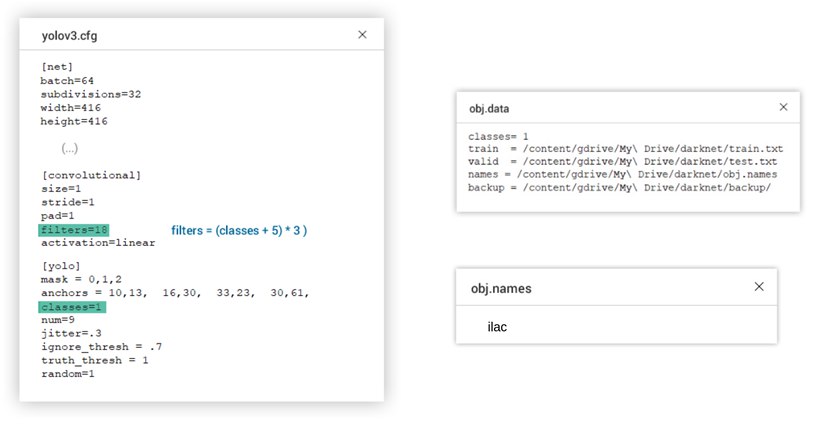 yolov3.cfg
[net]
batch=64
subdivisions=32
width=416
height=416
(...)
[convolutional]
size=1
stride=1
pad=1
filters=18 filters = (classes + 5) * 3 )
activation=linear
[yolo]
mask = 0,1,2
anchors = 10,13, 16,30, 33,23, 30,61,
classes=1
num=9
jitter=.3
ignore_thresh = .7
truth_thresh = 1
random=1
obj.data
classes= 1
train = /content/gdrive/My\ Drive/darknet/train.txt
valid = /content/gdrive/My\ Drive/darknet/test.txt
names = /content/gdrive/My\ Drive/darknet/obj.names
backup = /content/gdrive/My\ Drive/darknet/backup/
obj.names
ilac